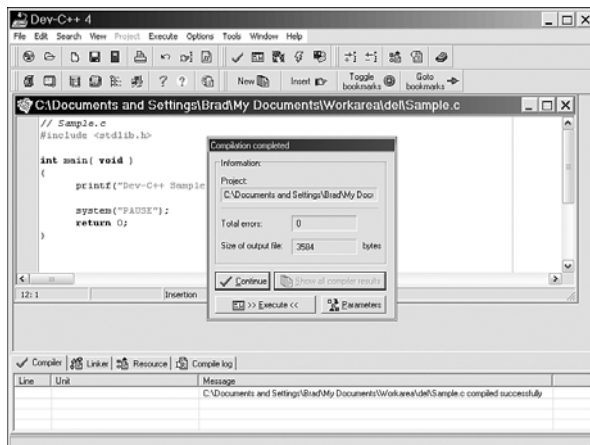 Dev-C++ 4
File Edit Search View Project Execute Options Tools Window Help
New Insert Toggle bookmarks Goto bookmarks
C:\Documents and Settings\Brad\My Documents\Workarea\del\Sample.c
// Sample.c
#include <stdlib.h>
int main( void )
{
printf("Dev-C++ Sample
system("PAUSE");
return 0;
}
Compilation completed
Information:
Project:
C:\Documents and Settings\Brad\My Doc
Total errors: 0
Size of output file: 3584 bytes
Continue Show all compiler results
>> Execute << Parameters
12: 1 Insertion
Compiler Linker Resource Compile log
Line Unit Message
C:\Documents and Settings\Brad\My Documents\Workarea\del\Sample.c compiled successfully